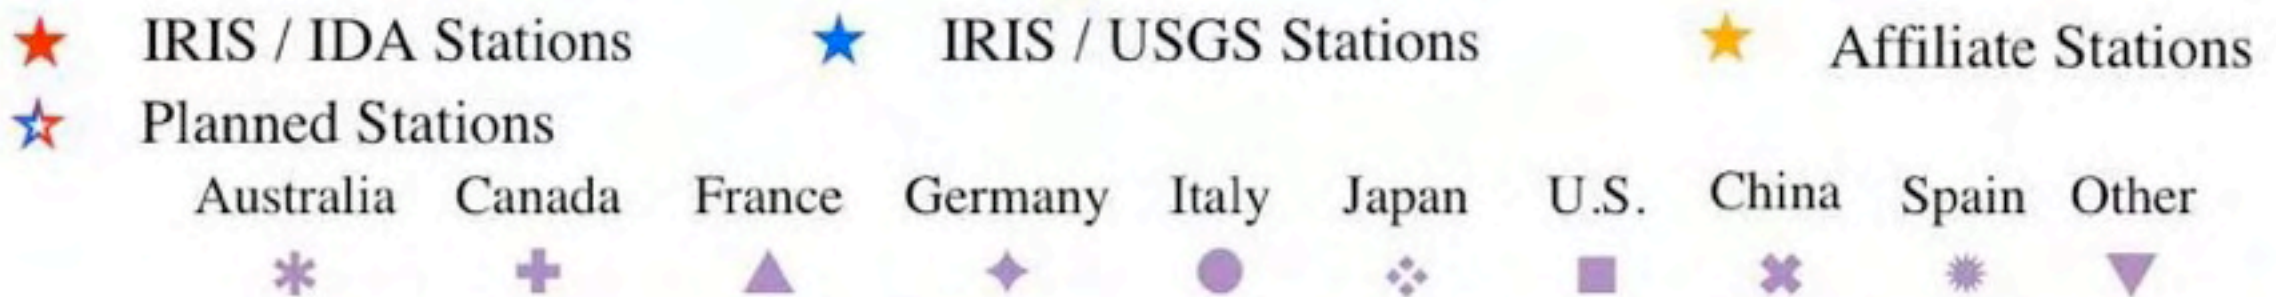 IRIS / IDA Stations IRIS / USGS Stations Affiliate Stations
Planned Stations
Australia Canada France Germany Italy Japan U.S. China Spain Other